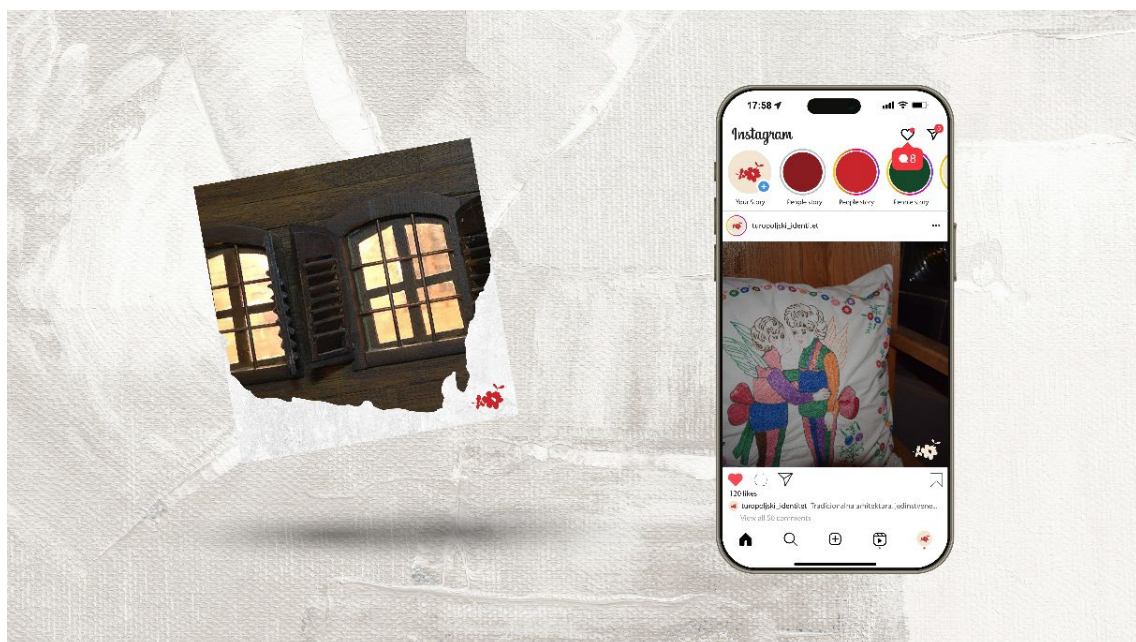 17:58
Instagram
8
Your Story
People story
People story
People story
turopoljski_identitet
120 likes
turopoljski_identitet Tradicionalna arhitektura, jedinstvene...
View all 50 comments